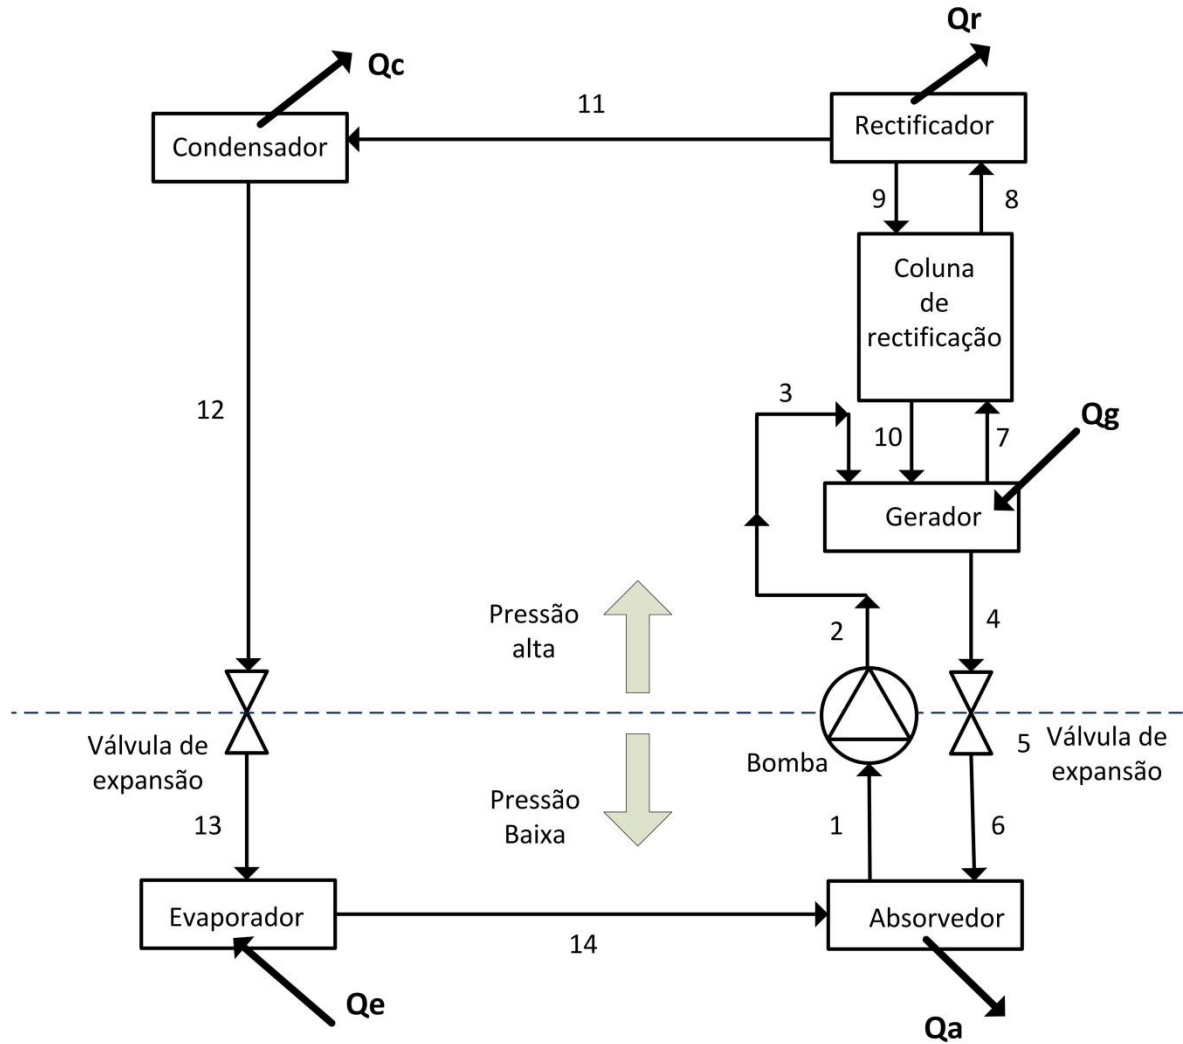 Qr
Qc
11
Rectificador
Condensador
9
8
Coluna
de
rectificação
3
12
10
7
Qg
Gerador
Pressão
alta
2
4
Válvula de
expansão
Bomba
5
Válvula de
expansão
Pressão
Baixa
13
1
6
Evaporador
14
Absorvedor
Qe
Qa